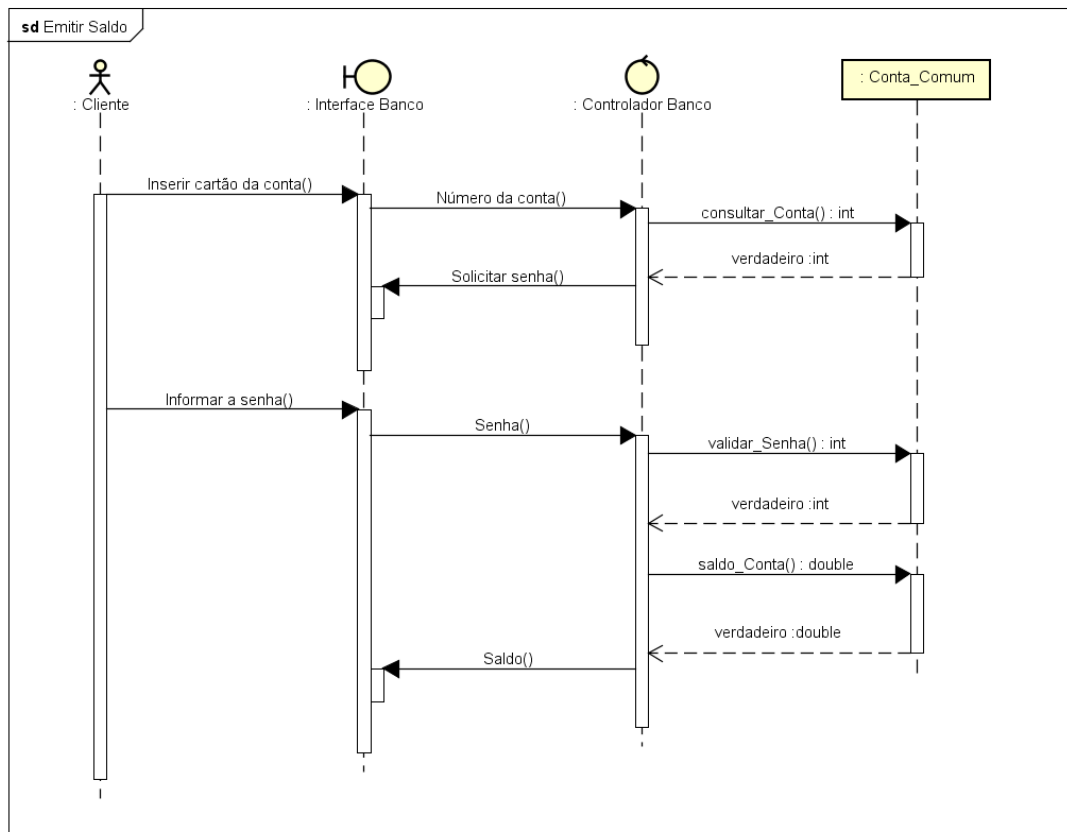 sd Emitir Saldo
: Cliente
: Interface Banco
: Controlador Banco
: Conta_Comum
Inserir cartão da conta()
Número da conta()
consultar_Conta() : int
verdadeiro :int
Solicitar senha()
Informar a senha()
Senha()
validar_Senha() : int
verdadeiro :int
saldo_Conta() : double
verdadeiro :double
Saldo()